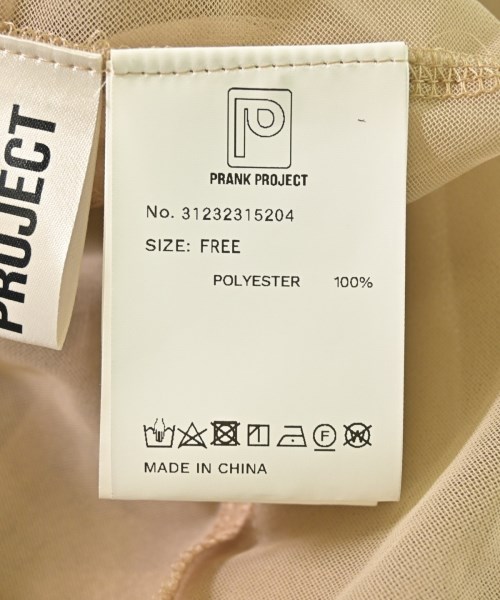 PROJECT
PRANK PROJECT
No. 31232315204
SIZE: FREE
POLYESTER 100%
F
W
MADE IN CHINA